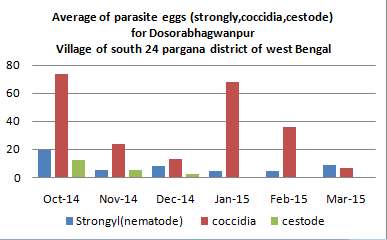 Average of parasite eggs (strongly,coccidia,cestode)
for Dosorabhagwanpur
Village of south 24 pargana district of west Bengal
80
60
40
20
0
Oct-14 Nov-14 Dec-14 Jan-15 Feb-15 Mar-15
Strongyl(nematode) coccidia cestode